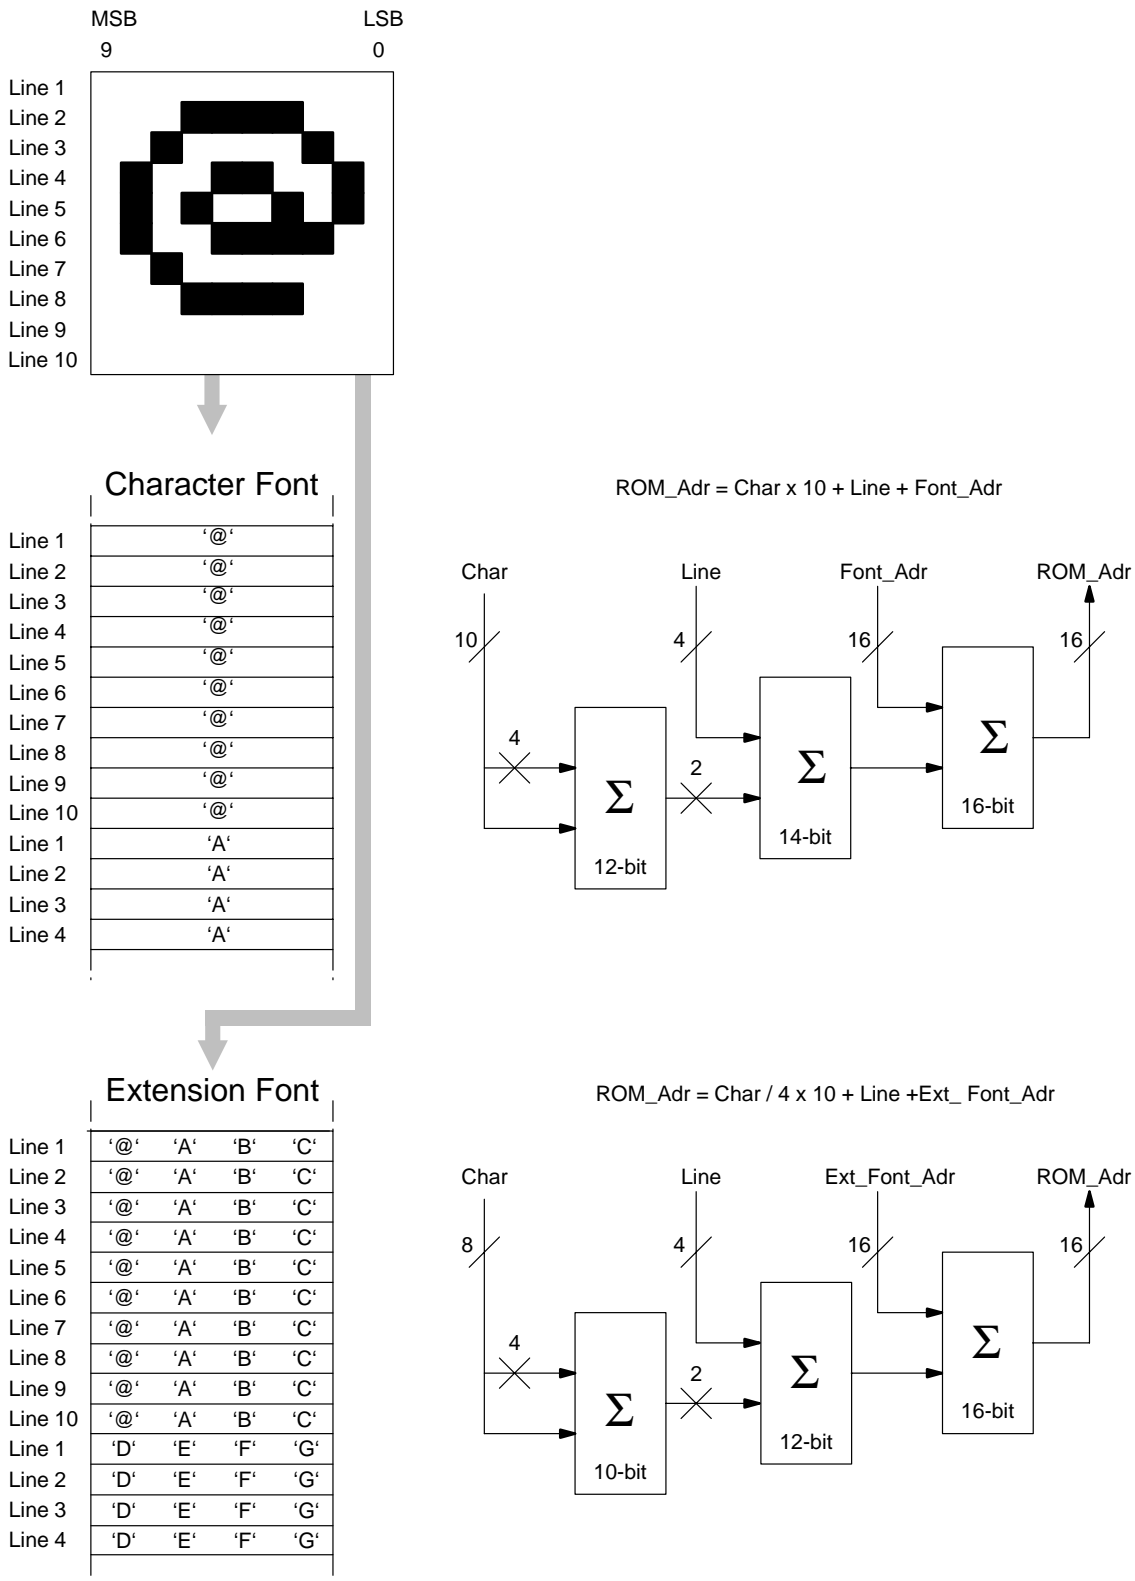 MSB LSB
9 0
Line 1
Line 2
Line 3
Line 4
Line 5
Line 6
Line 7
Line 8
Line 9
Line 10
Character Font
Line 1 ‘@‘
Line 2 ‘@‘
Line 3 ‘@‘
Line 4 ‘@‘
Line 5 ‘@‘
Line 6 ‘@‘
Line 7 ‘@‘
Line 8 ‘@‘
Line 9 ‘@‘
Line 10 ‘@‘
Line 1 ‘A‘
Line 2 ‘A‘
Line 3 ‘A‘
Line 4 ‘A‘
ROM_Adr = Char x 10 + Line + Font_Adr
Char Line Font_Adr ROM_Adr
10 4 16 16
4 2
Σ Σ Σ
12-bit 14-bit 16-bit
Extension Font
Line 1 ‘@‘ ‘A‘ ‘B‘ ‘C‘
Line 2 ‘@‘ ‘A‘ ‘B‘ ‘C‘
Line 3 ‘@‘ ‘A‘ ‘B‘ ‘C‘
Line 4 ‘@‘ ‘A‘ ‘B‘ ‘C‘
Line 5 ‘@‘ ‘A‘ ‘B‘ ‘C‘
Line 6 ‘@‘ ‘A‘ ‘B‘ ‘C‘
Line 7 ‘@‘ ‘A‘ ‘B‘ ‘C‘
Line 8 ‘@‘ ‘A‘ ‘B‘ ‘C‘
Line 9 ‘@‘ ‘A‘ ‘B‘ ‘C‘
Line 10 ‘@‘ ‘A‘ ‘B‘ ‘C‘
Line 1 ‘D‘ ‘E‘ ‘F‘ ‘G‘
Line 2 ‘D‘ ‘E‘ ‘F‘ ‘G‘
Line 3 ‘D‘ ‘E‘ ‘F‘ ‘G‘
Line 4 ‘D‘ ‘E‘ ‘F‘ ‘G‘
ROM_Adr = Char / 4 x 10 + Line +Ext_ Font_Adr
Char Line Ext_Font_Adr ROM_Adr
8 4 16 16
4 2
Σ Σ Σ
10-bit 12-bit 16-bit